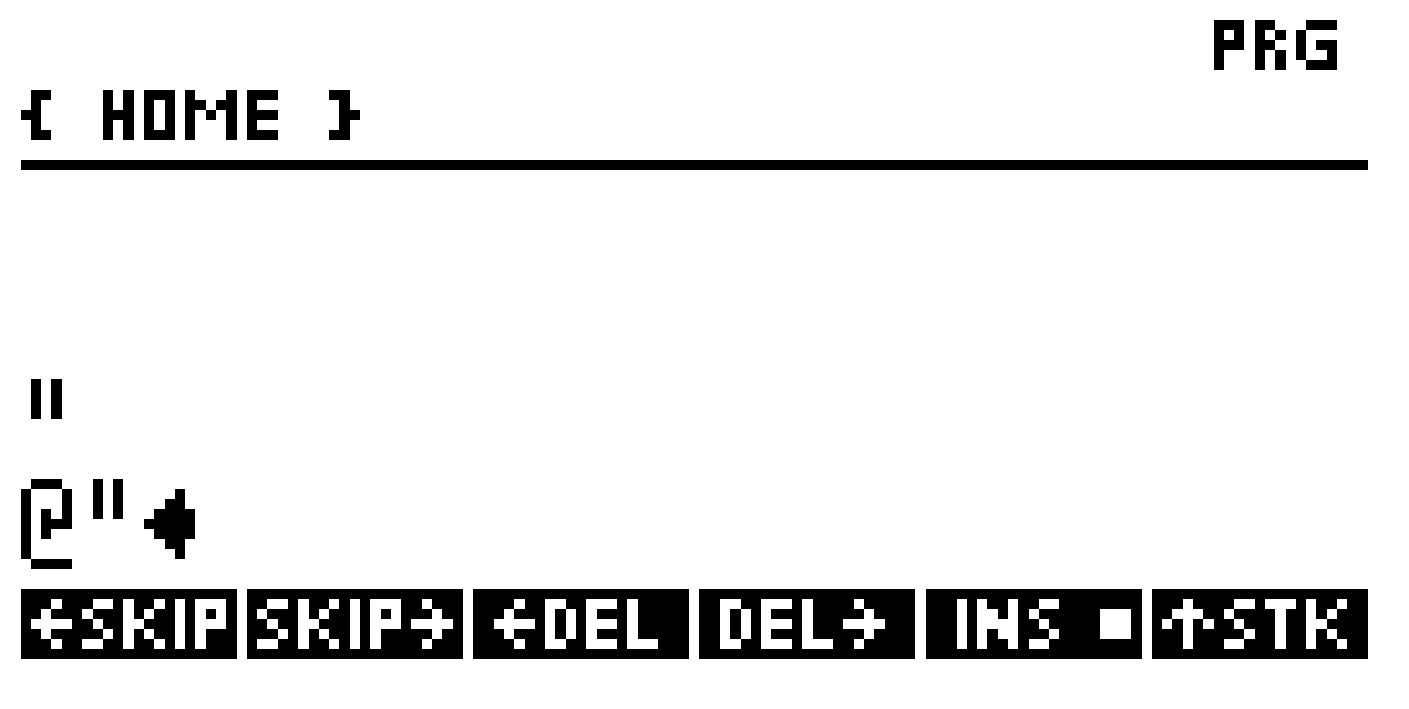 PRG
{ HOME }
"
@"◀
←SKIP SKIP→ ←DEL DEL→ INS ■ ↑STK